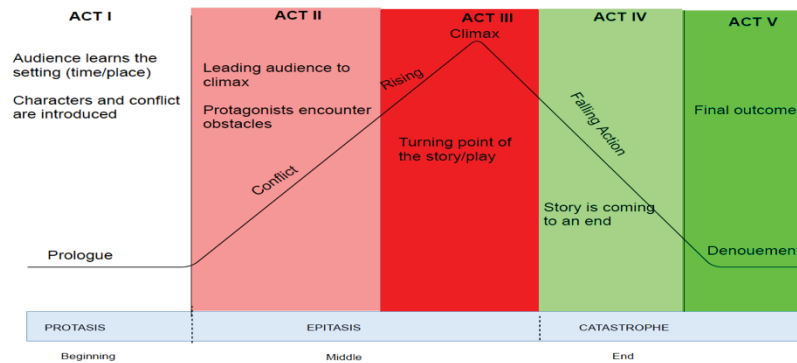 ACT I
Audience learns the
setting (time/place)
Characters and conflict
are introduced
Prologue
ACT II
Leading audience to
climax
Protagonists encounter
obstacles
Conflict
Rising
ACT III
Climax
Turning point of
the story/play
ACT IV
Falling Action
Story is coming
to an end
ACT V
Final outcome
Denouement
PROTASIS
EPITASIS
CATASTROPHE
Beginning
Middle
End